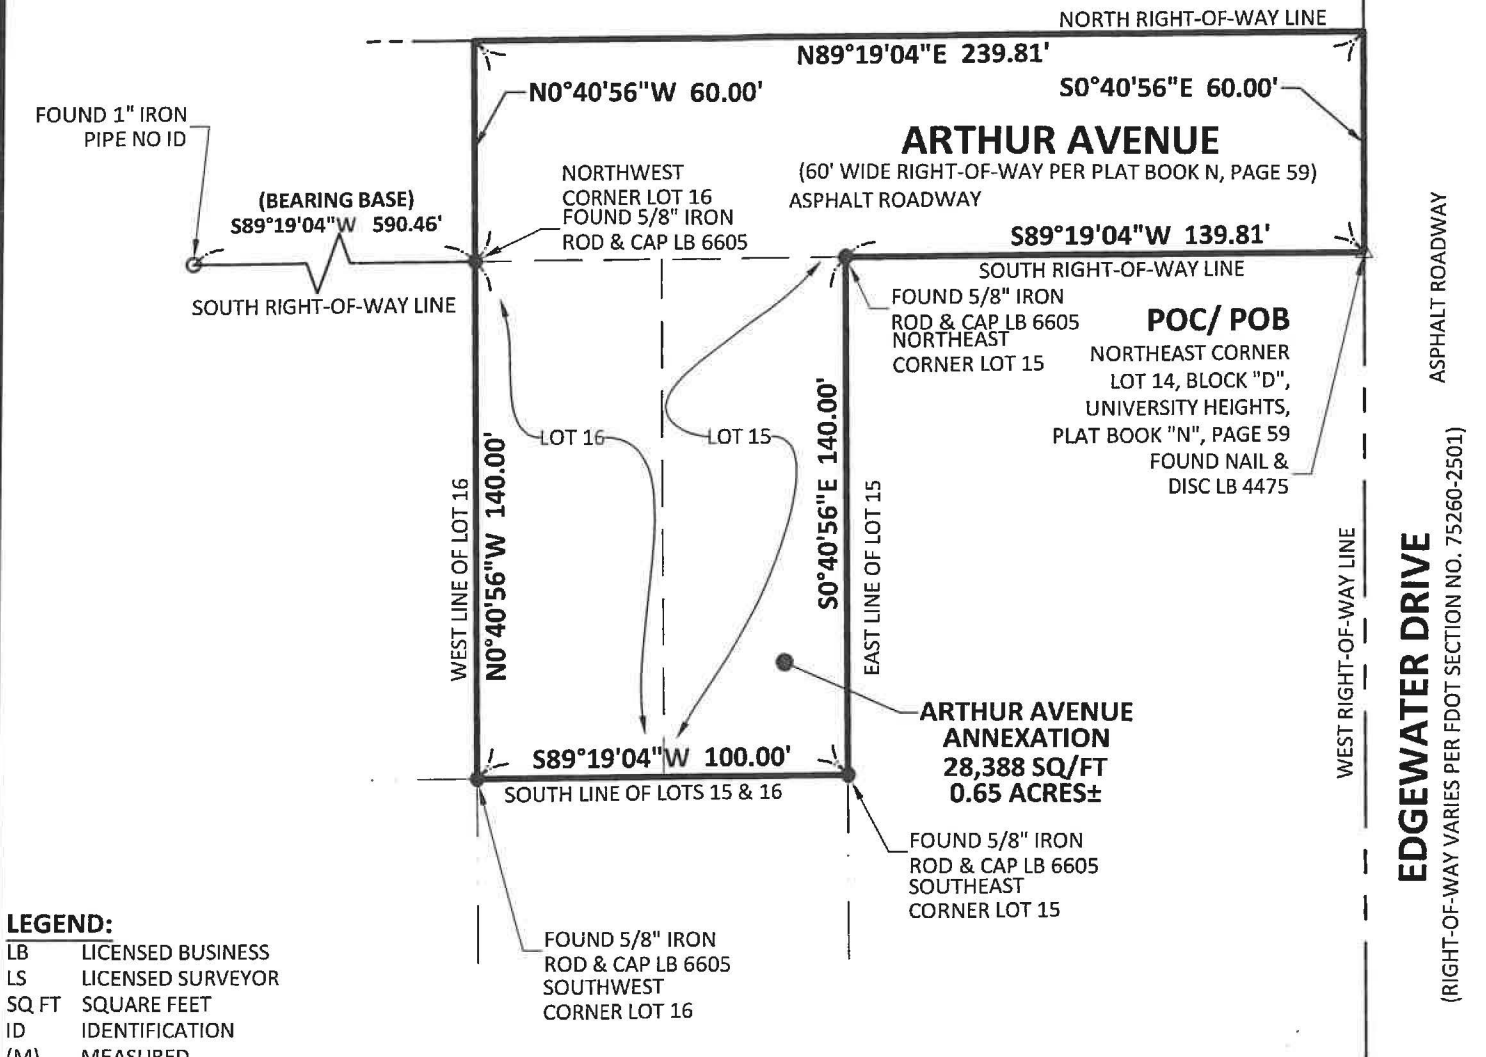 NORTH RIGHT-OF-WAY LINE
N89°19'04"E 239.81'
N0°40'56"W 60.00'
S0°40'56"E 60.00'
FOUND 1" IRON
PIPE NO ID
ARTHUR AVENUE
(60' WIDE RIGHT-OF-WAY PER PLAT BOOK N, PAGE 59)
ASPHALT ROADWAY
NORTHWEST
CORNER LOT 16
FOUND 5/8" IRON
ROD & CAP LB 6605
(BEARING BASE)
S89°19'04"W 590.46'
SOUTH RIGHT-OF-WAY LINE
S89°19'04"W 139.81'
SOUTH RIGHT-OF-WAY LINE
FOUND 5/8" IRON
ROD & CAP LB 6605
NORTHEAST
CORNER LOT 15
POC/ POB
NORTHEAST CORNER
LOT 14, BLOCK "D",
UNIVERSITY HEIGHTS,
PLAT BOOK "N", PAGE 59
FOUND NAIL &
DISC LB 4475
LOT 16
LOT 15
WEST LINE OF LOT 16
N0°40'56"W 140.00'
S0°40'56"E 140.00'
EAST LINE OF LOT 15
WEST RIGHT-OF-WAY LINE
EDGEWATER DRIVE
(RIGHT-OF-WAY VARIES PER FDOT SECTION NO. 75260-2501)
ASPHALT ROADWAY
ARTHUR AVENUE
ANNEXATION
28,388 SQ/FT
0.65 ACRES±
S89°19'04"W 100.00'
SOUTH LINE OF LOTS 15 & 16
FOUND 5/8" IRON
ROD & CAP LB 6605
SOUTHEAST
CORNER LOT 15
FOUND 5/8" IRON
ROD & CAP LB 6605
SOUTHWEST
CORNER LOT 16
LEGEND:
LB LICENSED BUSINESS
LS LICENSED SURVEYOR
SQ FT SQUARE FEET
ID IDENTIFICATION
(M) MEASURED